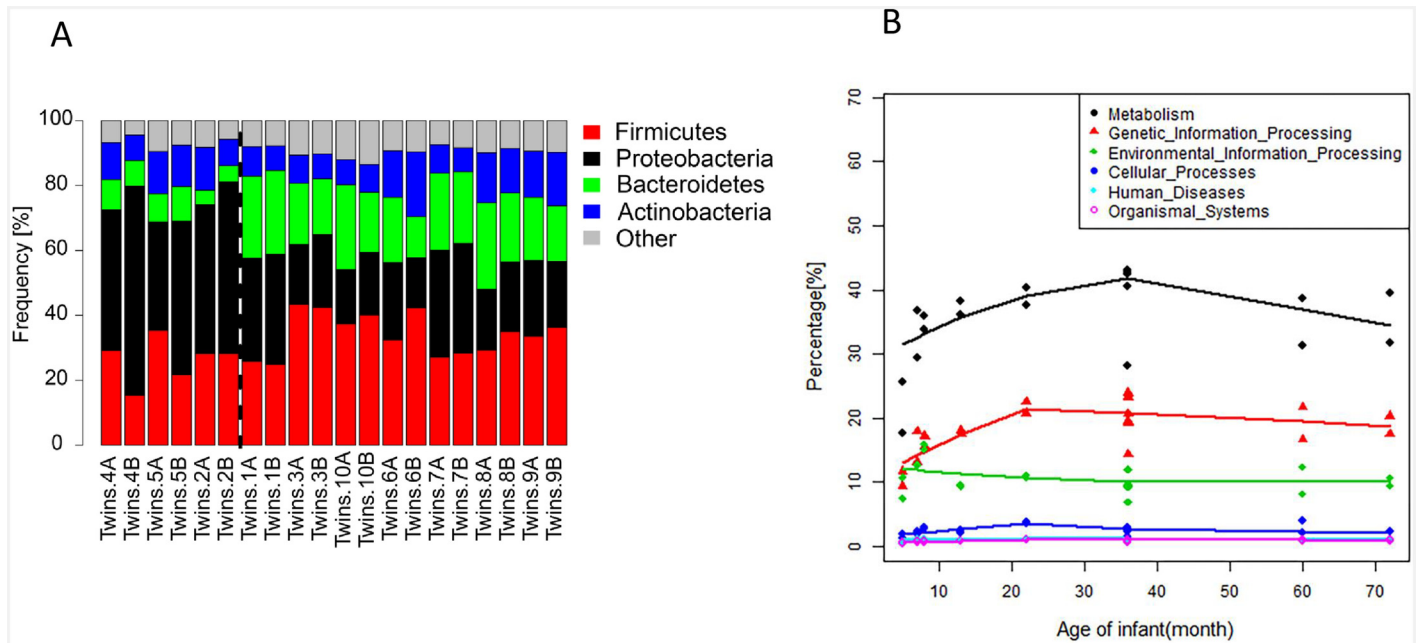 A
Frequency [%]
100
80
60
40
20
0
Twins.4A
Twins.4B
Twins.5A
Twins.5B
Twins.2A
Twins.2B
Twins.1A
Twins.1B
Twins.3A
Twins.3B
Twins.10A
Twins.10B
Twins.6A
Twins.6B
Twins.7A
Twins.7B
Twins.8A
Twins.8B
Twins.9A
Twins.9B
Firmicutes
Proteobacteria
Bacteroidetes
Actinobacteria
Other
B
Percentage[%]
70
60
50
40
30
20
10
0
Metabolism
Genetic_Information_Processing
Environmental_Information_Processing
Cellular_Processes
Human_Diseases
Organismal_Systems
10 20 30 40 50 60 70
Age of infant(month)